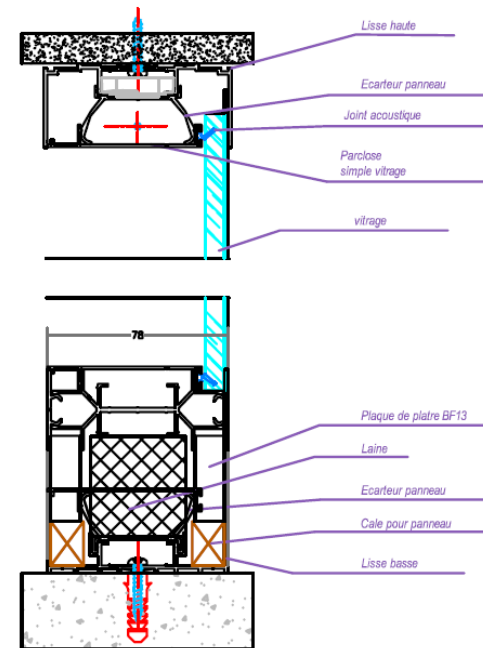 Lisse haute
Ecarteur panneau
Joint acoustique
Parclose
simple vitrage
vitrage
78
Plaque de platre BF13
Laine
Ecarteur panneau
Cale pour panneau
Lisse basse